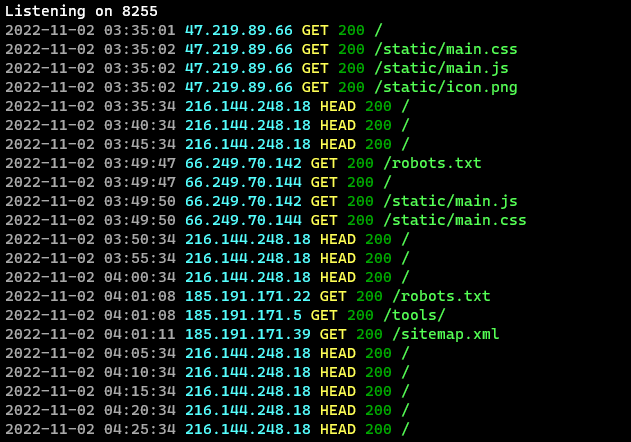 Listening on 8255
2022-11-02 03:35:01 47.219.89.66 GET 200 /
2022-11-02 03:35:02 47.219.89.66 GET 200 /static/main.css
2022-11-02 03:35:02 47.219.89.66 GET 200 /static/main.js
2022-11-02 03:35:02 47.219.89.66 GET 200 /static/icon.png
2022-11-02 03:35:34 216.144.248.18 HEAD 200 /
2022-11-02 03:40:34 216.144.248.18 HEAD 200 /
2022-11-02 03:45:34 216.144.248.18 HEAD 200 /
2022-11-02 03:49:47 66.249.70.142 GET 200 /robots.txt
2022-11-02 03:49:47 66.249.70.144 GET 200 /
2022-11-02 03:49:50 66.249.70.142 GET 200 /static/main.js
2022-11-02 03:49:50 66.249.70.144 GET 200 /static/main.css
2022-11-02 03:50:34 216.144.248.18 HEAD 200 /
2022-11-02 03:55:34 216.144.248.18 HEAD 200 /
2022-11-02 04:00:34 216.144.248.18 HEAD 200 /
2022-11-02 04:01:08 185.191.171.22 GET 200 /robots.txt
2022-11-02 04:01:08 185.191.171.5 GET 200 /tools/
2022-11-02 04:01:11 185.191.171.39 GET 200 /sitemap.xml
2022-11-02 04:05:34 216.144.248.18 HEAD 200 /
2022-11-02 04:10:34 216.144.248.18 HEAD 200 /
2022-11-02 04:15:34 216.144.248.18 HEAD 200 /
2022-11-02 04:20:34 216.144.248.18 HEAD 200 /
2022-11-02 04:25:34 216.144.248.18 HEAD 200 /